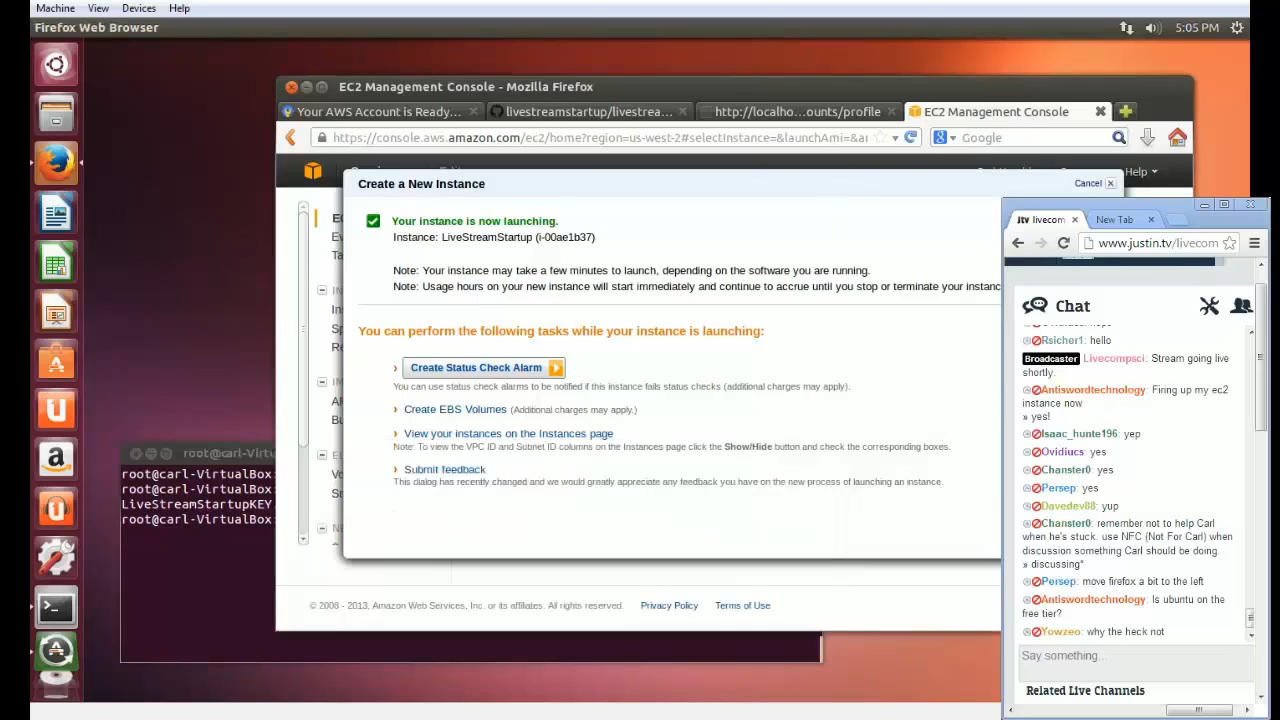 Machine View Devices Help
Firefox Web Browser
5:05 PM
EC2 Management Console - Mozilla Firefox
Your AWS Account is Ready...
livestreamstartup/livestrea...
http://localho...ounts/profile
EC2 Management Console
https://console.aws.amazon.com/ec2/home?region=us-west-2#selectInstance=&launchAmi=&ar
Google
Help
Create a New Instance
Cancel
Your instance is now launching.
Instance: LiveStreamStartup (i-00ae1b37)
Note: Your instance may take a few minutes to launch, depending on the software you are running.
Note: Usage hours on your new instance will start immediately and continue to accrue until you stop or terminate your instanc
You can perform the following tasks while your instance is launching:
Create Status Check Alarm
You can use status check alarms to be notified if this instance fails status checks (additional charges may apply).
Create EBS Volumes (Additional charges may apply.)
View your instances on the Instances page
Note: To view the VPC ID and Subnet ID columns on the Instances page click the Show/Hide button and check the corresponding boxes.
Submit feedback
This dialog has recently changed and we would greatly appreciate any feedback you have on the new process of launching an instance.
© 2008 - 2013, Amazon Web Services, Inc. or its affiliates. All rights reserved.
Privacy Policy
Terms of Use
root@carl-Virtu
root@carl-VirtualBox:
root@carl-VirtualBox:
LiveStreamStartupKEY.
root@carl-VirtualBox:
jtv livecom
New Tab
www.justin.tv/livecom
Chat
Rsicher1: hello
Broadcaster Livecompsci: Stream going live
shortly.
Antiswordtechnology: Firing up my ec2
instance now
» yes!
Isaac_hunte196: yep
Ovidiucs: yes
Chanster0: yes
Persep: yes
Davedev88: yup
Chanster0: remember not to help Carl
when he's stuck. use NFC (Not For Carl) when
discussion something Carl should be doing.
» discussing*
Persep: move firefox a bit to the left
Antiswordtechnology: Is ubuntu on the
free tier?
Yowzeo: why the heck not
Say something...
Related Live Channels